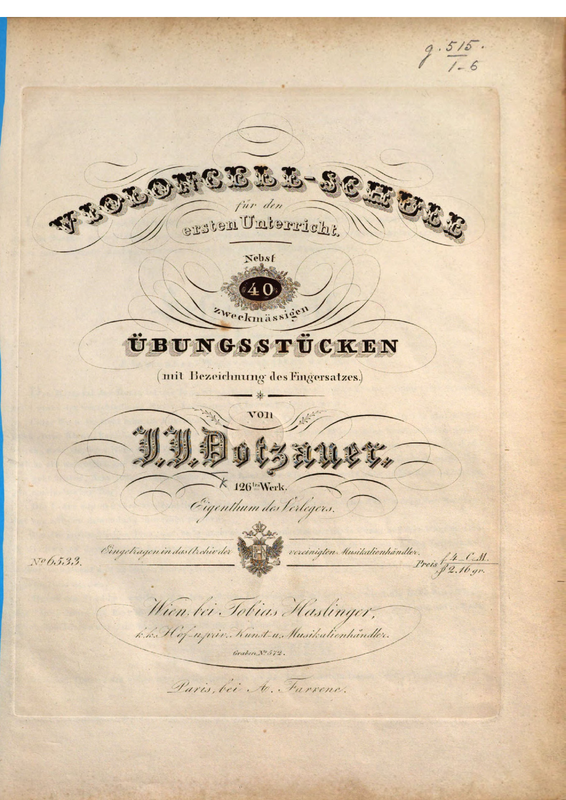 g. 515.
1-6
VIOLONCELL-SCHULE
für den
ersten Unterricht.
Nebst
40
zweckmässigen
ÜBUNGSSTÜCKEN
(mit Bezeichnung des Fingersatzes.)
von
J.J. Dotzauer.
126tes Werk.
Eigenthum des Verlegers.
Eingetragen in das Archiv der vereinigten Musikalienhändler.
No 6533.
Preis f 4_C.M.
2.16 gr.
Wien, bei Tobias Haslinger,
k.k. Hof- u. priv. Kunst- u. Musikalienhändler.
Graben, No 572.
Paris, bei A. Farrenc.